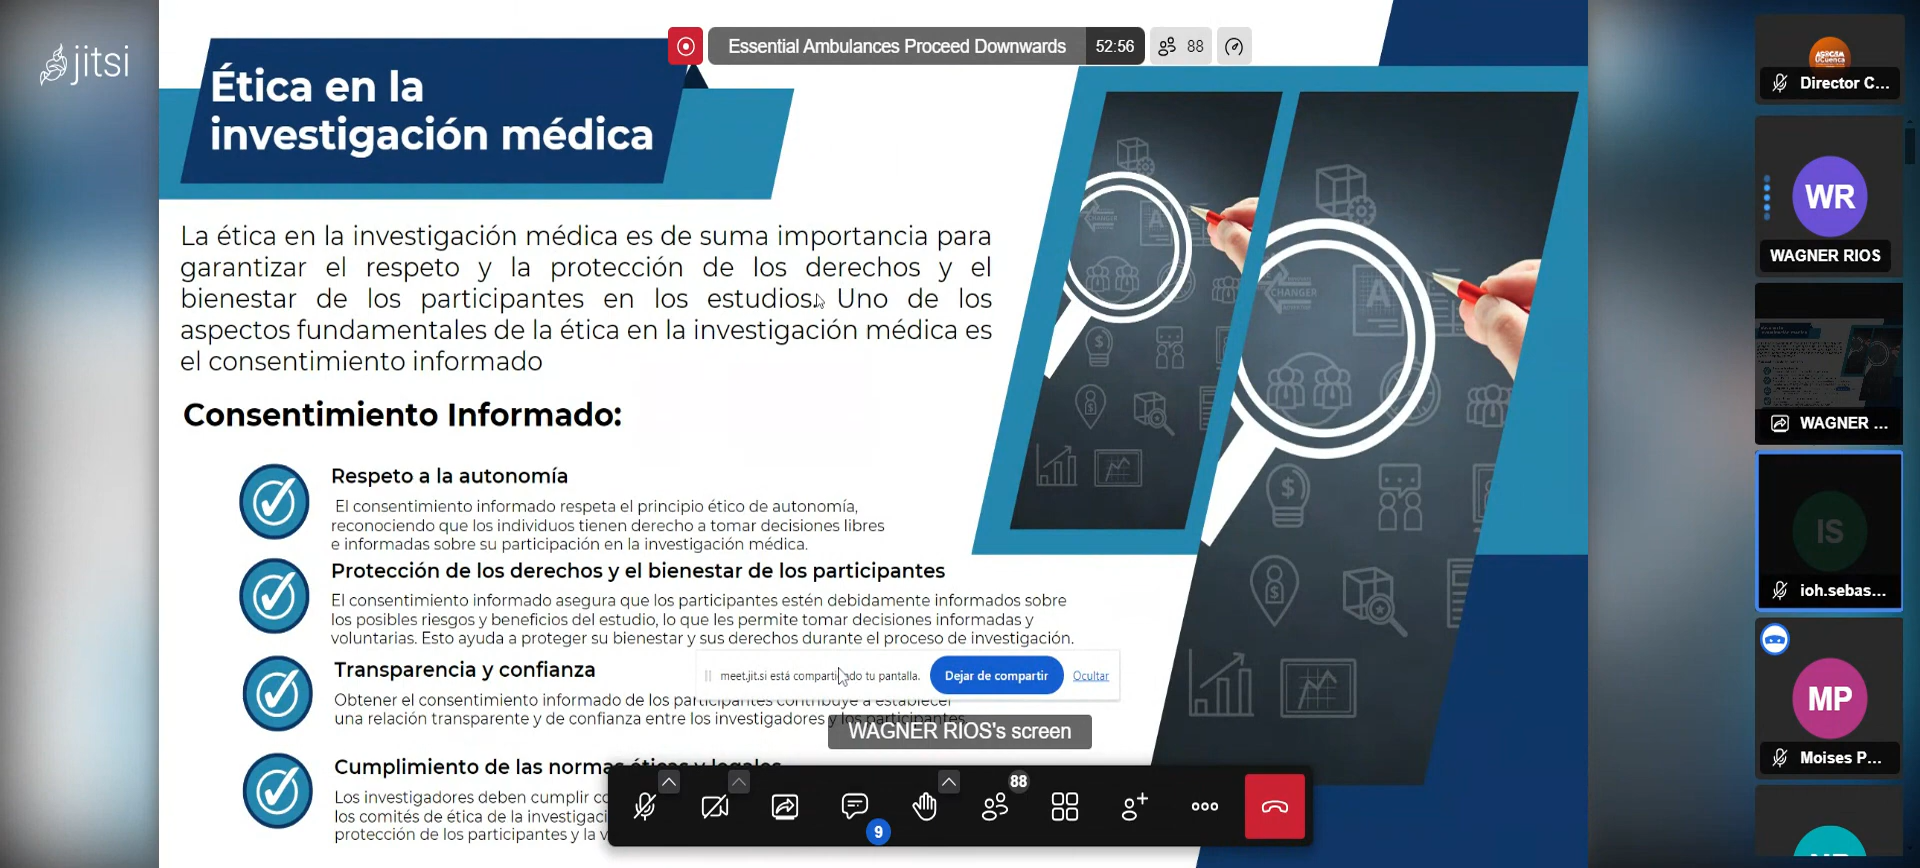 jitsi
Essential Ambulances Proceed Downwards
52:56
88
Ética en la
investigación médica
La ética en la investigación médica es de suma importancia para
garantizar el respeto y la protección de los derechos y el
bienestar de los participantes en los estudios. Uno de los
aspectos fundamentales de la ética en la investigación médica es
el consentimiento informado
Consentimiento Informado:
Respeto a la autonomía
El consentimiento informado respeta el principio ético de autonomía,
reconociendo que los individuos tienen derecho a tomar decisiones libres
e informadas sobre su participación en la investigación médica.
Protección de los derechos y el bienestar de los participantes
El consentimiento informado asegura que los participantes estén debidamente informados sobre
los posibles riesgos y beneficios del estudio, lo que les permite tomar decisiones informadas y
voluntarias. Esto ayuda a proteger su bienestar y sus derechos durante el proceso de investigación.
Transparencia y confianza
Obtener el consentimiento informado de los participantes contribuye a establecer
una relación transparente y de confianza entre los investigadores y los participantes
Cumplimiento de las normas éticas y legales
Los investigadores deben cumplir
los comités de ética de la
protección de los participantes y la
meet.jit.si está compartiendo tu pantalla.
Dejar de compartir
Ocultar
WAGNER RIOS's screen
88
9
CHANGER
A
Director C...
WR
WAGNER RIOS
WAGNER ...
IS
ioh.sebas...
MP
Moises P...